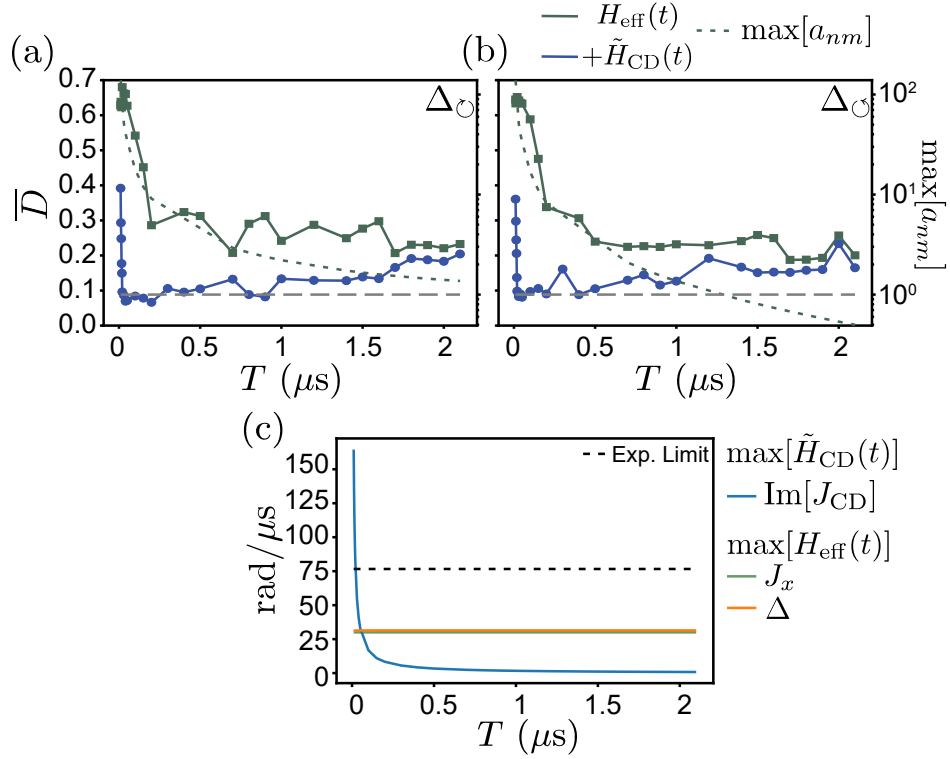 H_eff(t) max[a_nm]
+H̃_CD(t)
(a) (b)
Δ↻ Δ↺
D̅
0.7
0.6
0.5
0.4
0.3
0.2
0.1
0.0
10²
10¹
10⁰
max[a_nm]
0 0.5 1 1.5 2
0 0.5 1 1.5 2
T (μs) T (μs)
(c)
Exp. Limit
max[H̃_CD(t)]
Im[J_CD]
max[H_eff(t)]
J_x
Δ
rad/μs
150
125
100
75
50
25
0
0 0.5 1 1.5 2
T (μs)